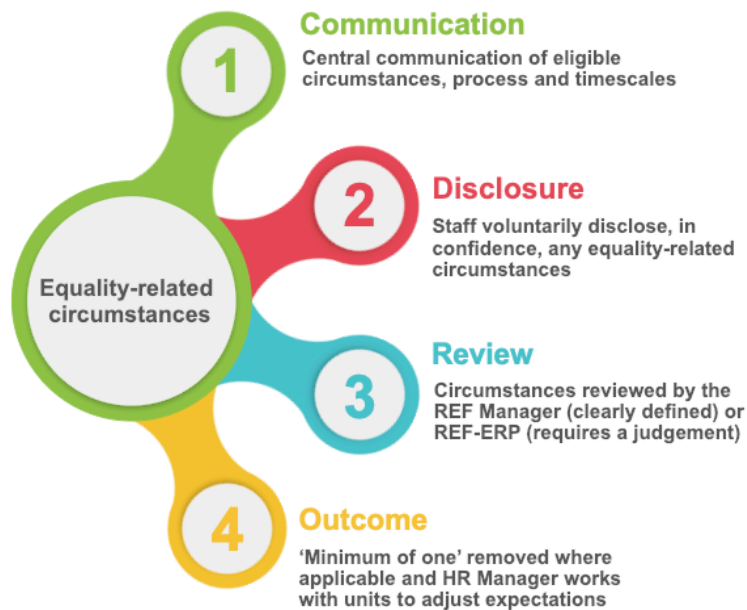 1
Communication
Central communication of eligible
circumstances, process and timescales
2
Disclosure
Staff voluntarily disclose, in
confidence, any equality-related
circumstances
Equality-related
circumstances
3
Review
Circumstances reviewed by the
REF Manager (clearly defined) or
REF-ERP (requires a judgement)
4
Outcome
‘Minimum of one’ removed where
applicable and HR Manager works
with units to adjust expectations